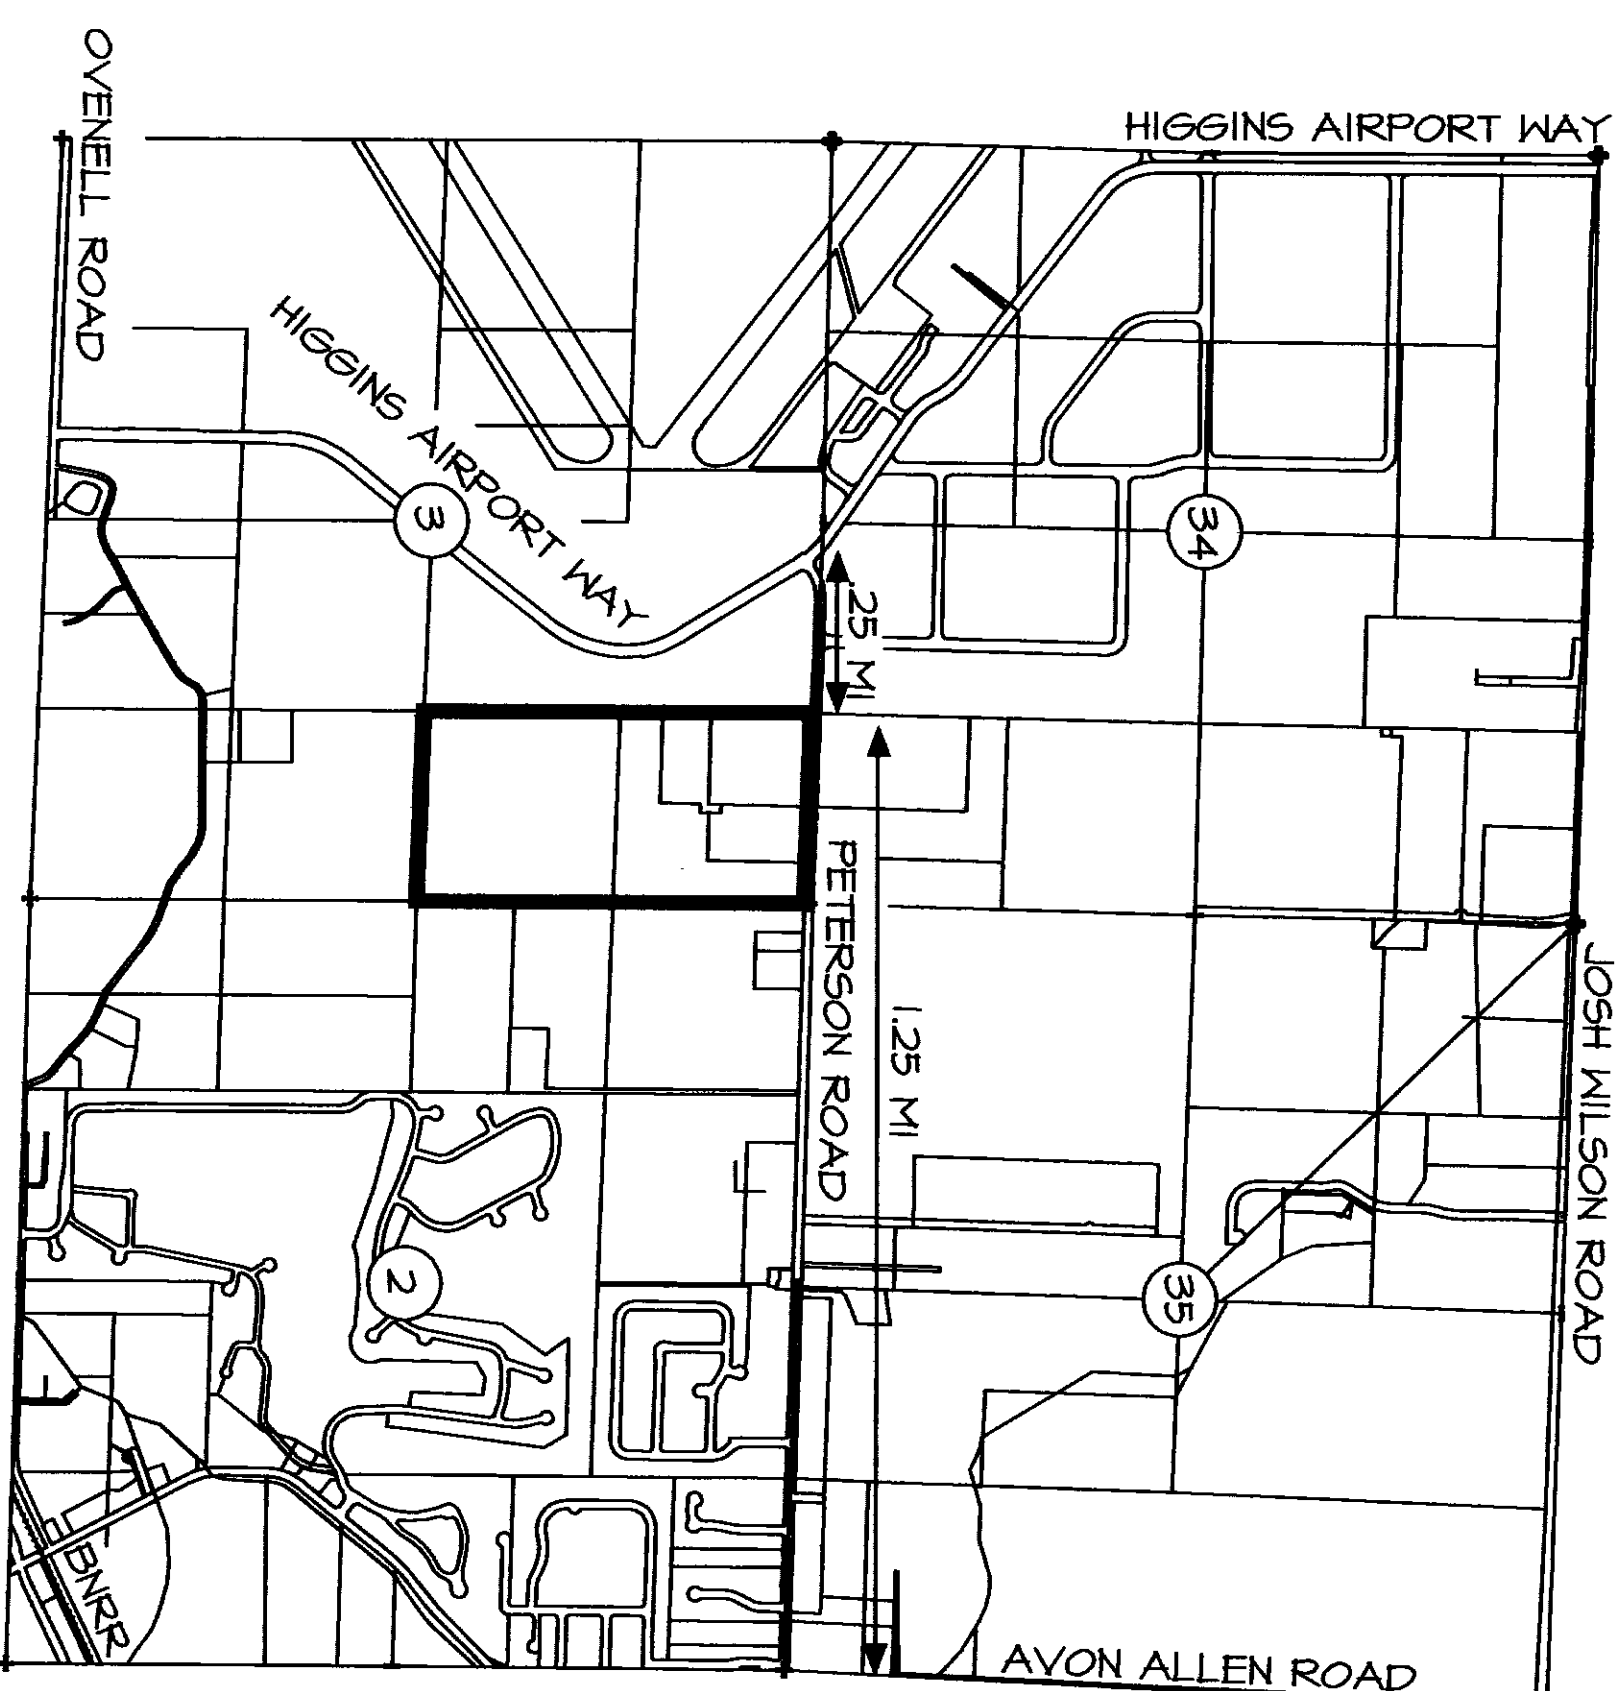 HIGGINS AIRPORT WAY
OVENELL ROAD
HIGGINS AIRPORT WAY
3
34
.25 MI
PETERSON ROAD
1.25 MI
JOSH WILSON ROAD
2
35
BNRR
AVON ALLEN ROAD